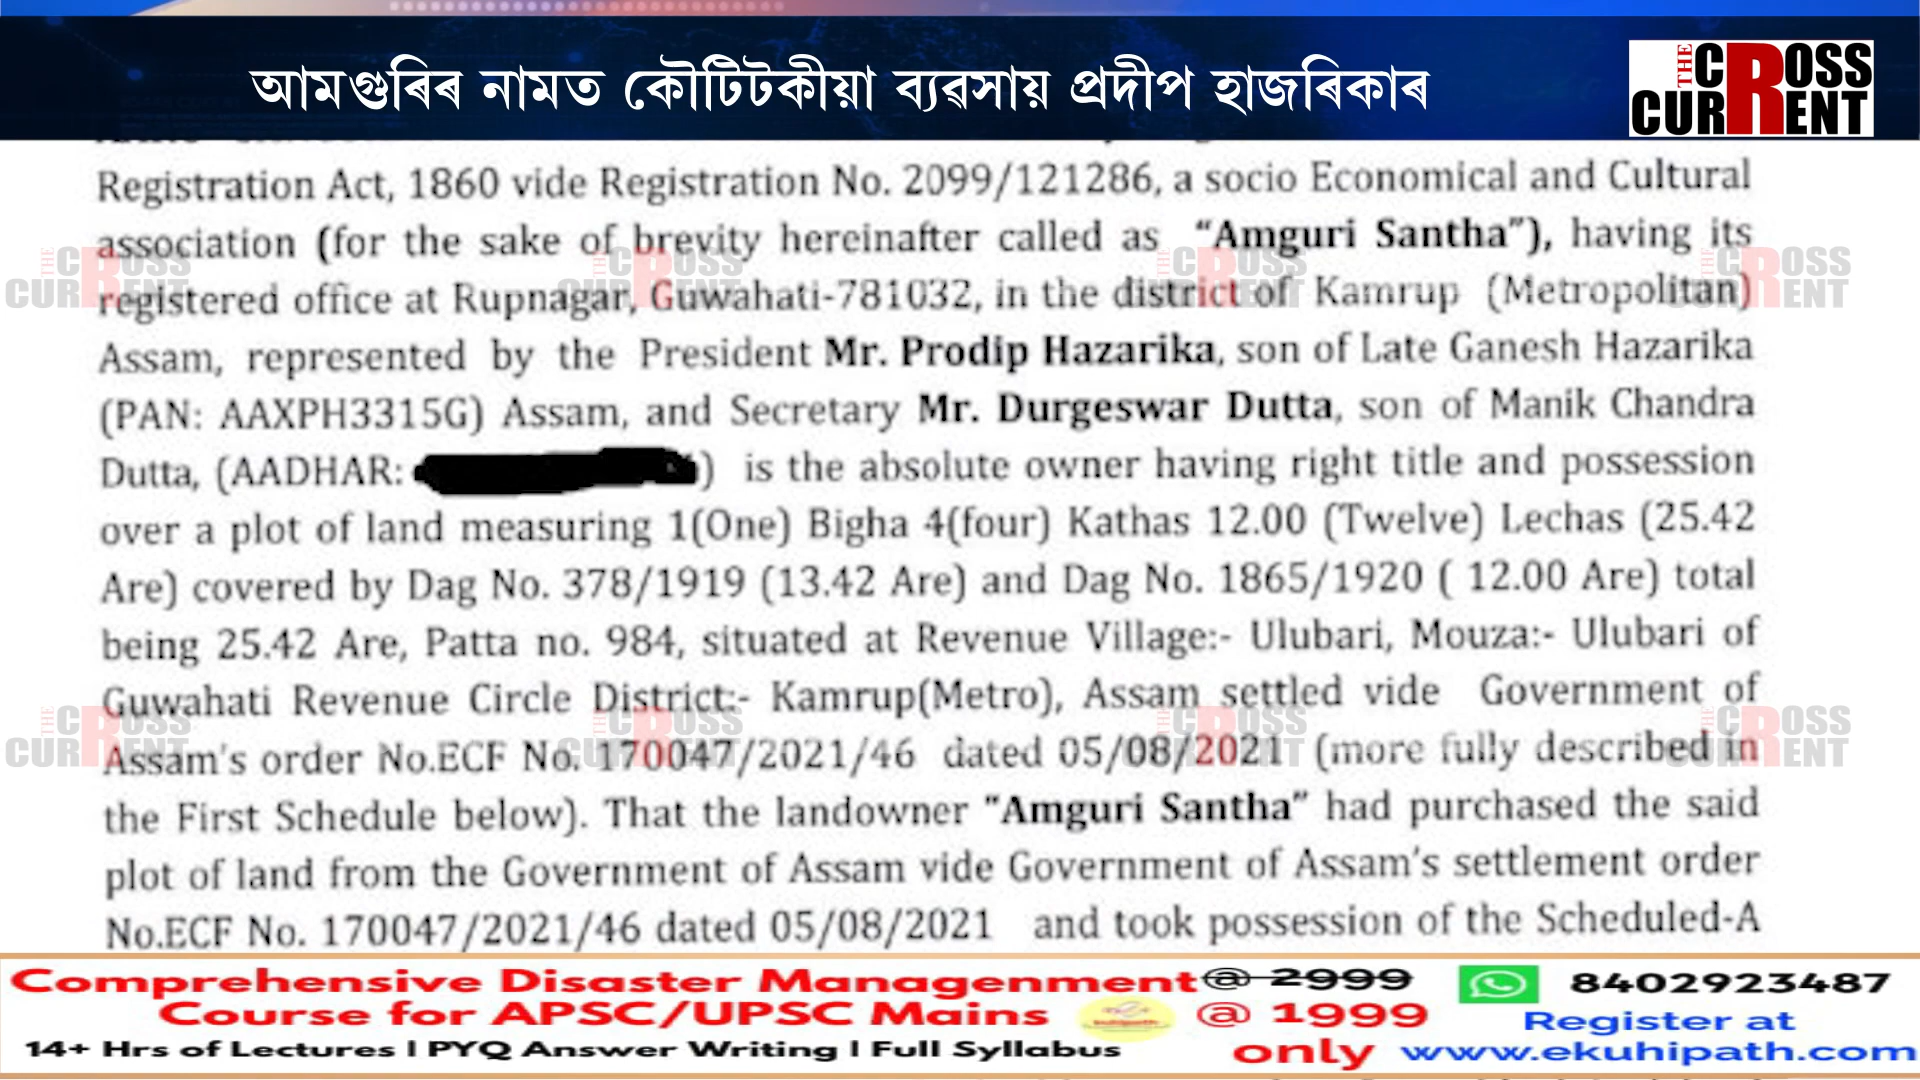 আমগুৰিৰ নামত কৌটিটকীয়া ব্যৱসায় প্ৰদীপ হাজৰিকাৰ
THE CROSS CURRENT
Registration Act, 1860 vide Registration No. 2099/121286, a socio Economical and Cultural
association (for the sake of brevity hereinafter called as "Amguri Santha"), having its
registered office at Rupnagar, Guwahati-781032, in the district of Kamrup (Metropolitan)
Assam, represented by the President Mr. Prodip Hazarika, son of Late Ganesh Hazarika
(PAN: AAXPH3315G) Assam, and Secretary Mr. Durgeswar Dutta, son of Manik Chandra
Dutta, (AADHAR: ) is the absolute owner having right title and possession
over a plot of land measuring 1(One) Bigha 4(four) Kathas 12.00 (Twelve) Lechas (25.42
Are) covered by Dag No. 378/1919 (13.42 Are) and Dag No. 1865/1920 ( 12.00 Are) total
being 25.42 Are, Patta no. 984, situated at Revenue Village:- Ulubari, Mouza:- Ulubari of
Guwahati Revenue Circle District:- Kamrup(Metro), Assam settled vide Government of
Assam's order No.ECF No. 170047/2021/46 dated 05/08/2021 (more fully described in
the First Schedule below). That the landowner "Amguri Santha" had purchased the said
plot of land from the Government of Assam vide Government of Assam's settlement order
No.ECF No. 170047/2021/46 dated 05/08/2021 and took possession of the Scheduled-A
Comprehensive Disaster Managenment @ 2999
Course for APSC/UPSC Mains @ 1999
14+ Hrs of Lectures | PYQ Answer Writing | Full Syllabus only
8402923487
Register at
www.ekuhipath.com